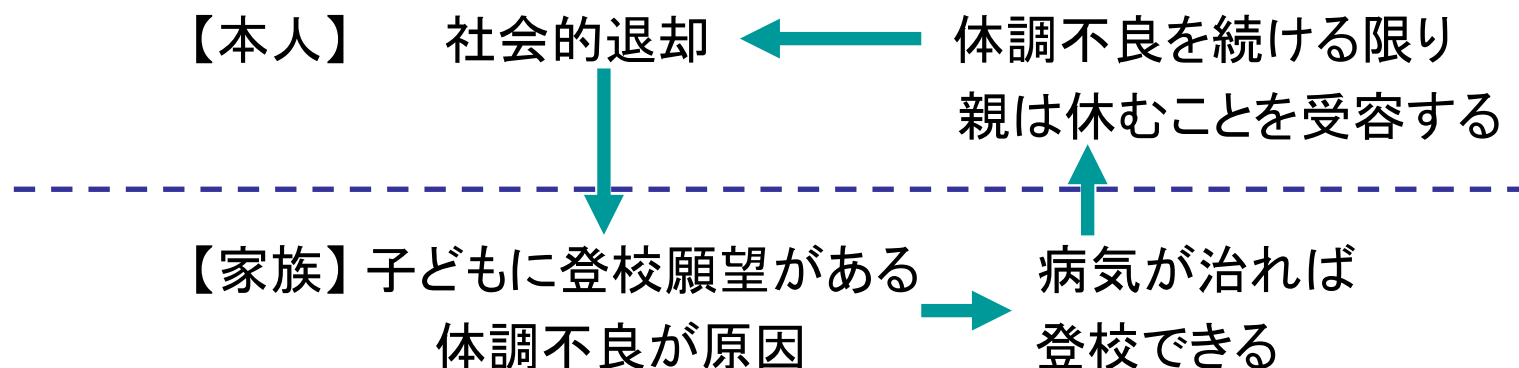 【本人】 社会的退却 体調不良を続ける限り
親は休むことを受容する
【家族】子どもに登校願望がある 病気が治れば
体調不良が原因 登校できる